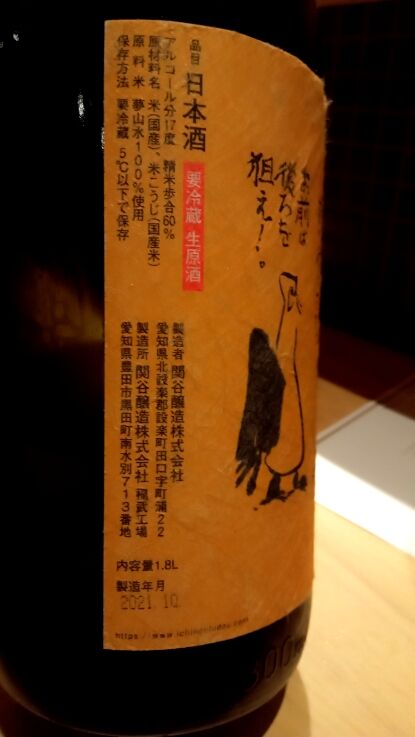 品目 日本酒
要冷蔵 生原酒
アルコール分17度 精米歩合60%
原材料名 米(国産)、米こうじ(国産米)
原料米 夢山水100%使用
保存方法 要冷蔵 5℃以下で保存
お前は
後ろを
狙え!。
製造者 関谷醸造株式会社
愛知県北設楽郡設楽町田口字町浦22
製造所 関谷醸造株式会社 稲武工場
愛知県豊田市黒田町南水別713番地
内容量1.8L
製造年月
2021.10